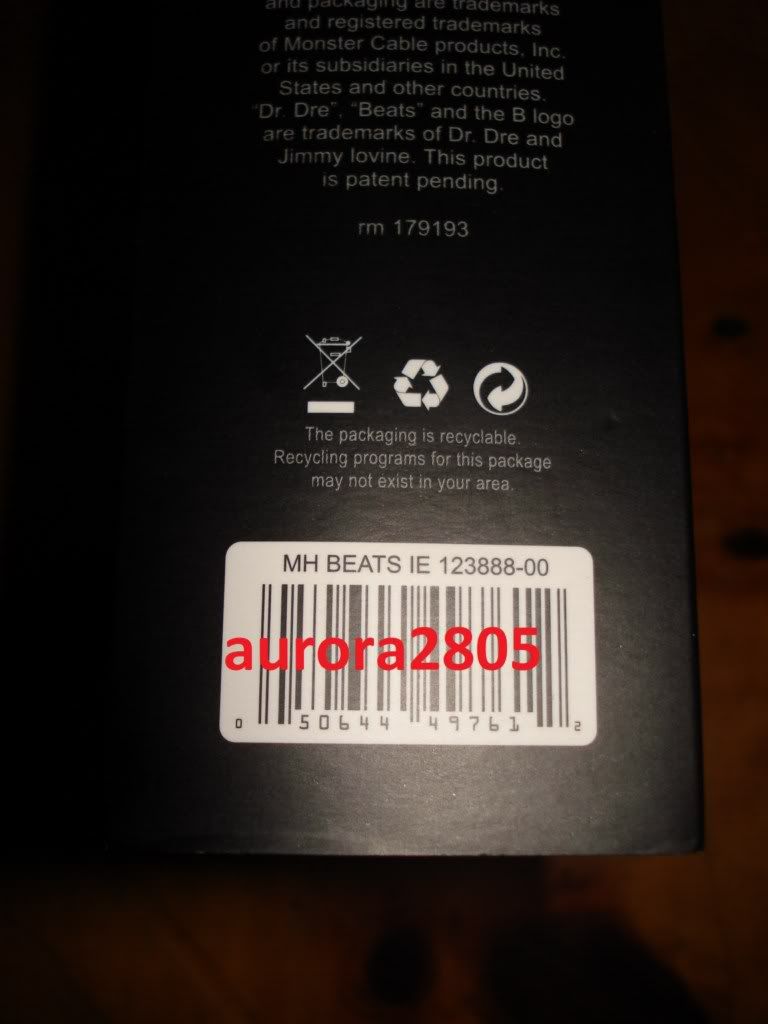 and packaging are trademarks
and registered trademarks
of Monster Cable products, Inc.
or its subsidiaries in the United
States and other countries.
"Dr. Dre", "Beats" and the B logo
are trademarks of Dr. Dre and
Jimmy Iovine. This product
is patent pending.
rm 179193
The packaging is recyclable.
Recycling programs for this package
may not exist in your area.
MH BEATS IE 123888-00
aurora2805
0 50644 49761 2